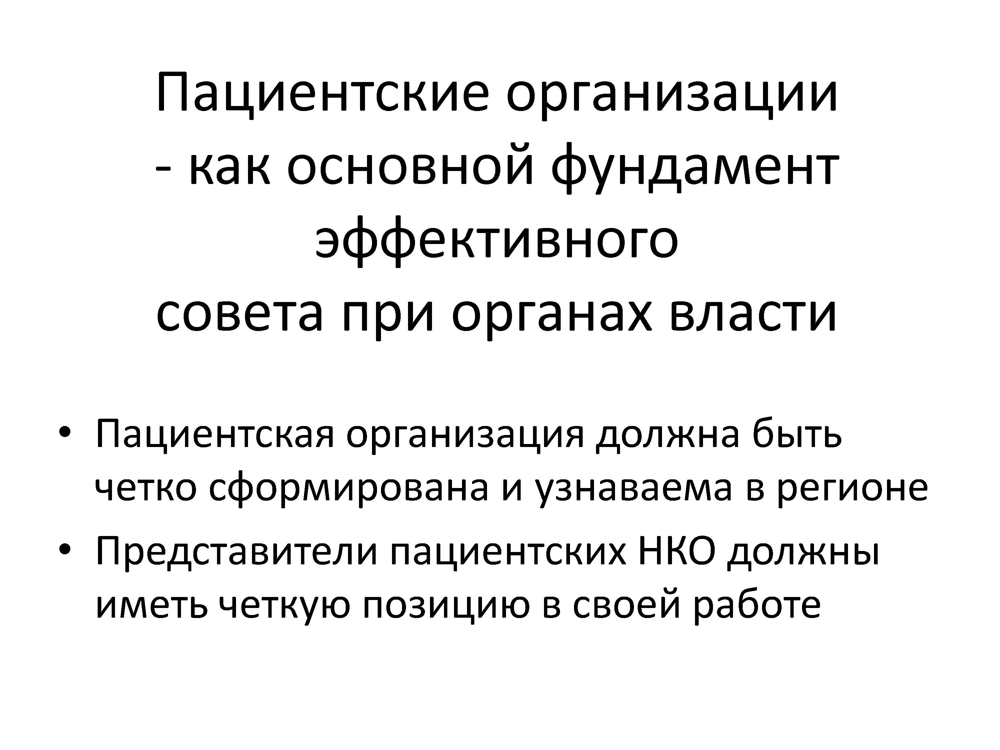 Пациентские организации
- как основной фундамент
эффективного
совета при органах власти
• Пациентская организация должна быть
четко сформирована и узнаваема в регионе
• Представители пациентских НКО должны
иметь четкую позицию в своей работе